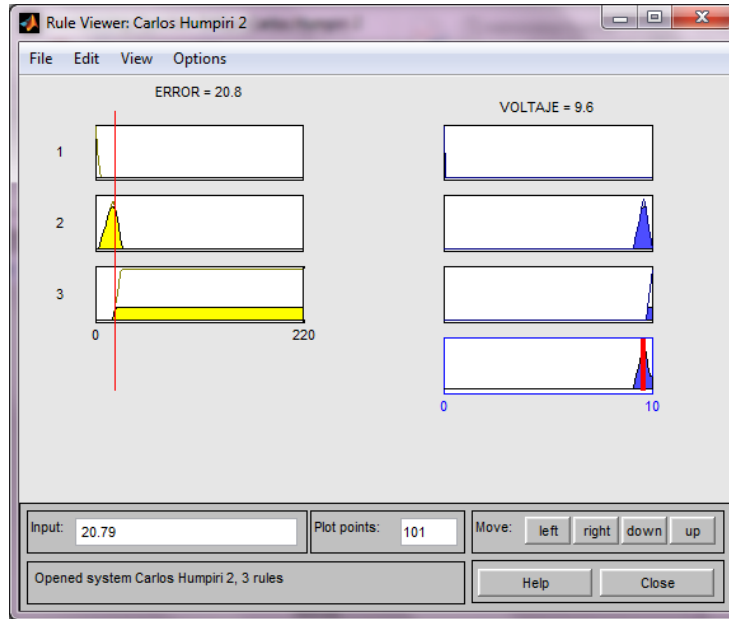 Rule Viewer: Carlos Humpiri 2
File Edit View Options
ERROR = 20.8
VOLTAJE = 9.6
1
2
3
0 220
0 10
Input: 20.79
Plot points: 101
Move: left right down up
Opened system Carlos Humpiri 2, 3 rules
Help Close